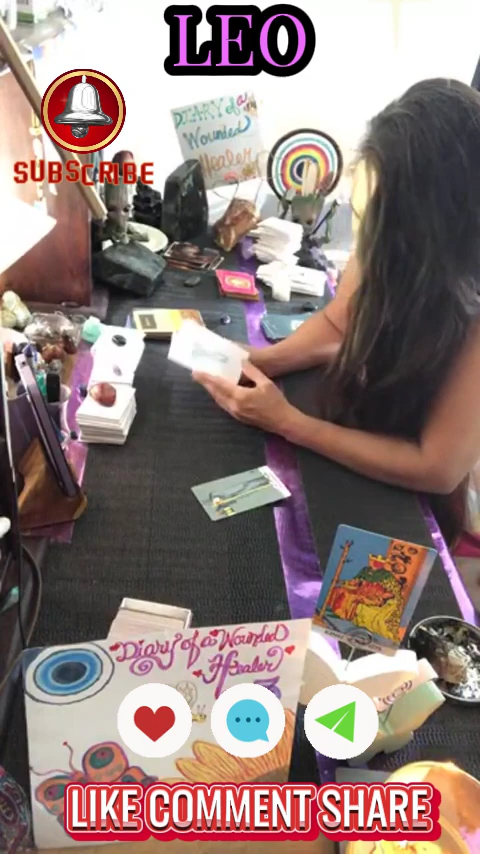 LEO
SUBSCRIBE
DIARY of a
Wounded
Healer
Diary of a Wounded
Healer
LIKE COMMENT SHARE